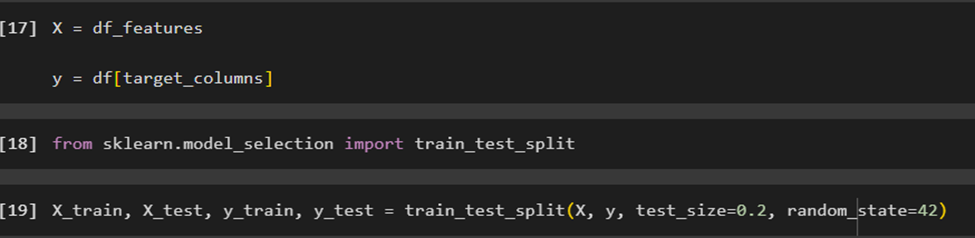 [17] X = df_features
y = df[target_columns]
[18] from sklearn.model_selection import train_test_split
[19] X_train, X_test, y_train, y_test = train_test_split(X, y, test_size=0.2, random_state=42)